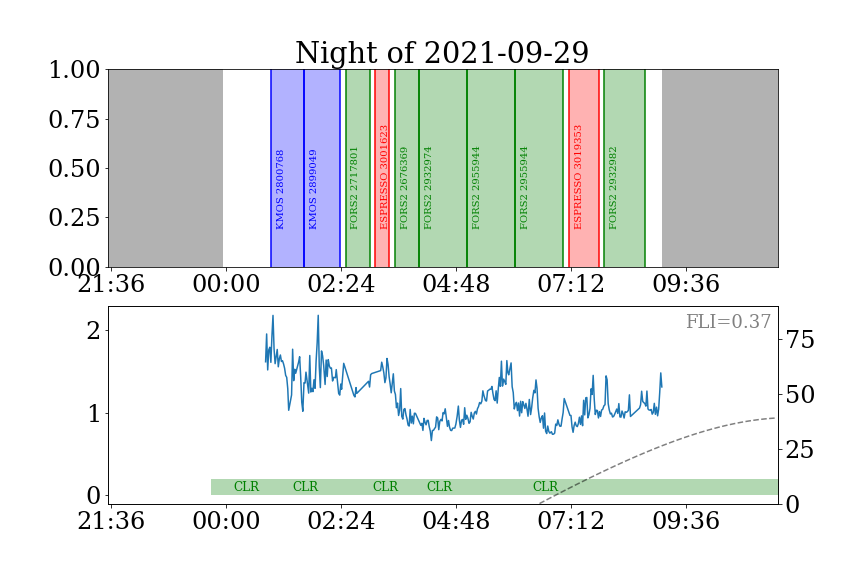 Night of 2021-09-29
1.00
0.75
0.50
0.25
0.00
KMOS 2800768
KMOS 2899049
FORS2 2717801
ESPRESSO 3001623
FORS2 2676369
FORS2 2932974
FORS2 2955944
FORS2 2955944
ESPRESSO 3019353
FORS2 2932982
21:36 00:00 02:24 04:48 07:12 09:36
FLI=0.37
2
1
0
75
50
25
0
CLR CLR CLR CLR CLR
21:36 00:00 02:24 04:48 07:12 09:36